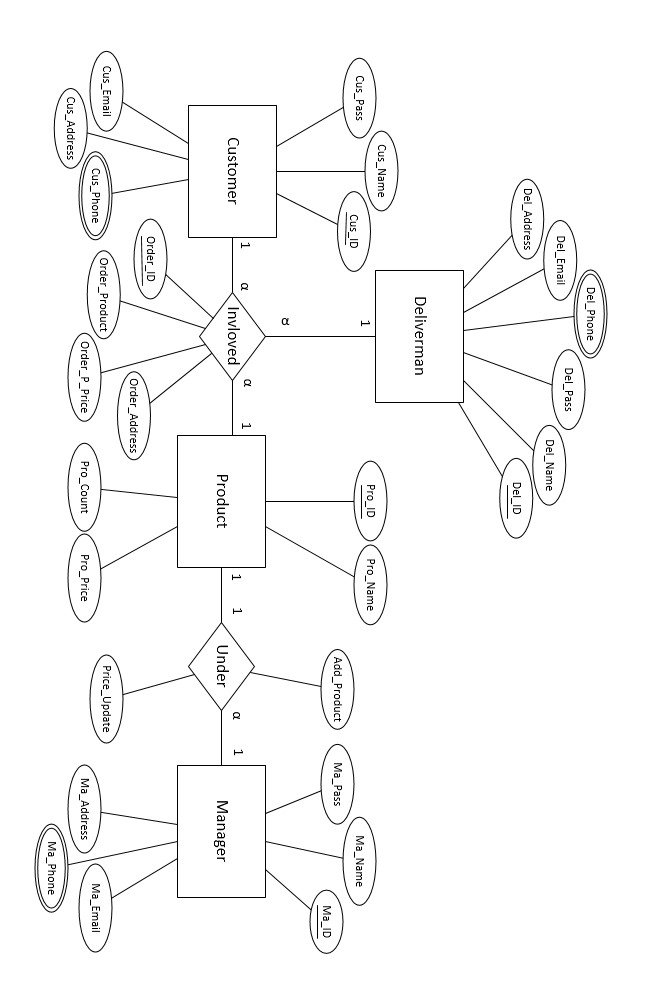 Del_Phone
Del_Email
Del_Pass
Del_Address
Del_Name
Del_ID
Deliverman
Cus_Pass
Cus_Name
Cus_ID
1
α
Pro_ID
Pro_Name
Add_Product
Ma_Pass
Ma_Name
Ma_ID
Customer
1
α
Invloved
α
1
Product
1
1
Under
α
1
Manager
Cus_Email
Cus_Address
Cus_Phone
Order_ID
Order_Product
Order_P_Price
Order_Address
Pro_Count
Pro_Price
Price_Update
Ma_Address
Ma_Phone
Ma_Email